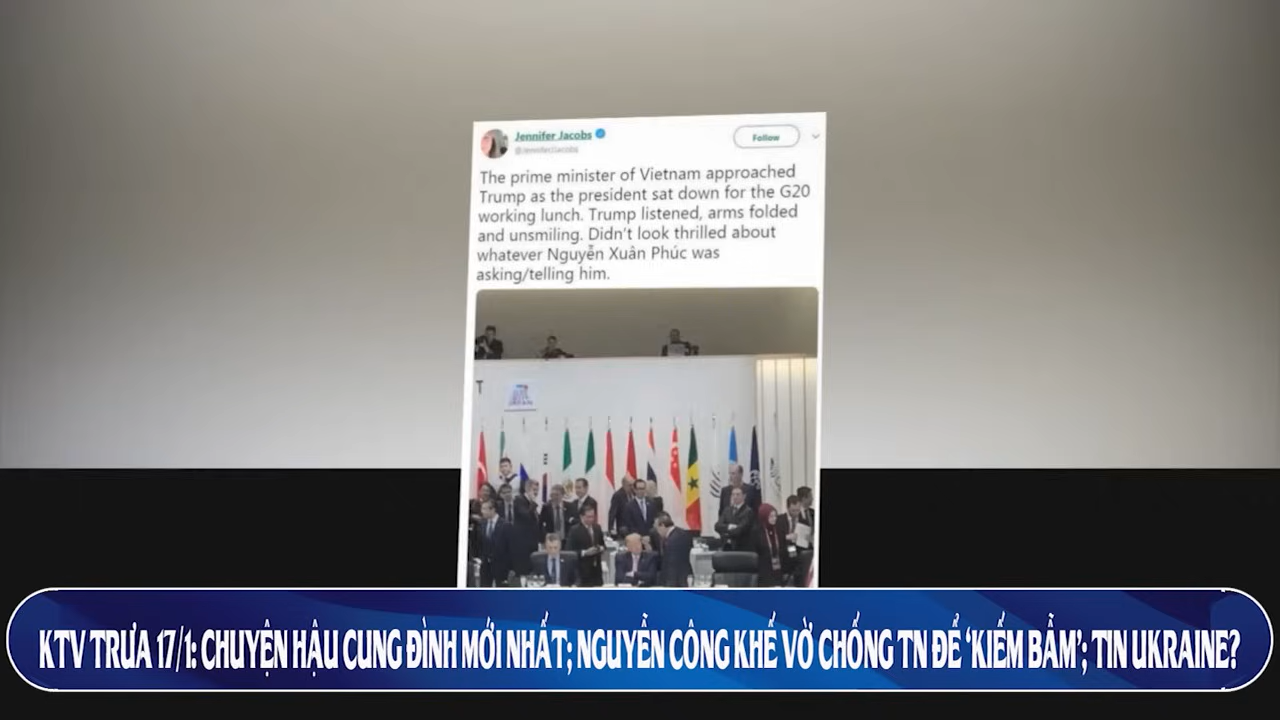 Jennifer Jacobs
@JenniferJJacobs
Follow
The prime minister of Vietnam approached
Trump as the president sat down for the G20
working lunch. Trump listened, arms folded
and unsmiling. Didn't look thrilled about
whatever Nguyễn Xuân Phúc was
asking/telling him.
KTV TRƯA 17/1: CHUYỆN HẬU CUNG ĐÌNH MỚI NHẤT; NGUYỄN CÔNG KHẾ VỜ CHỐNG TN ĐỂ 'KIẾM BẪM'; TIN UKRAINE?